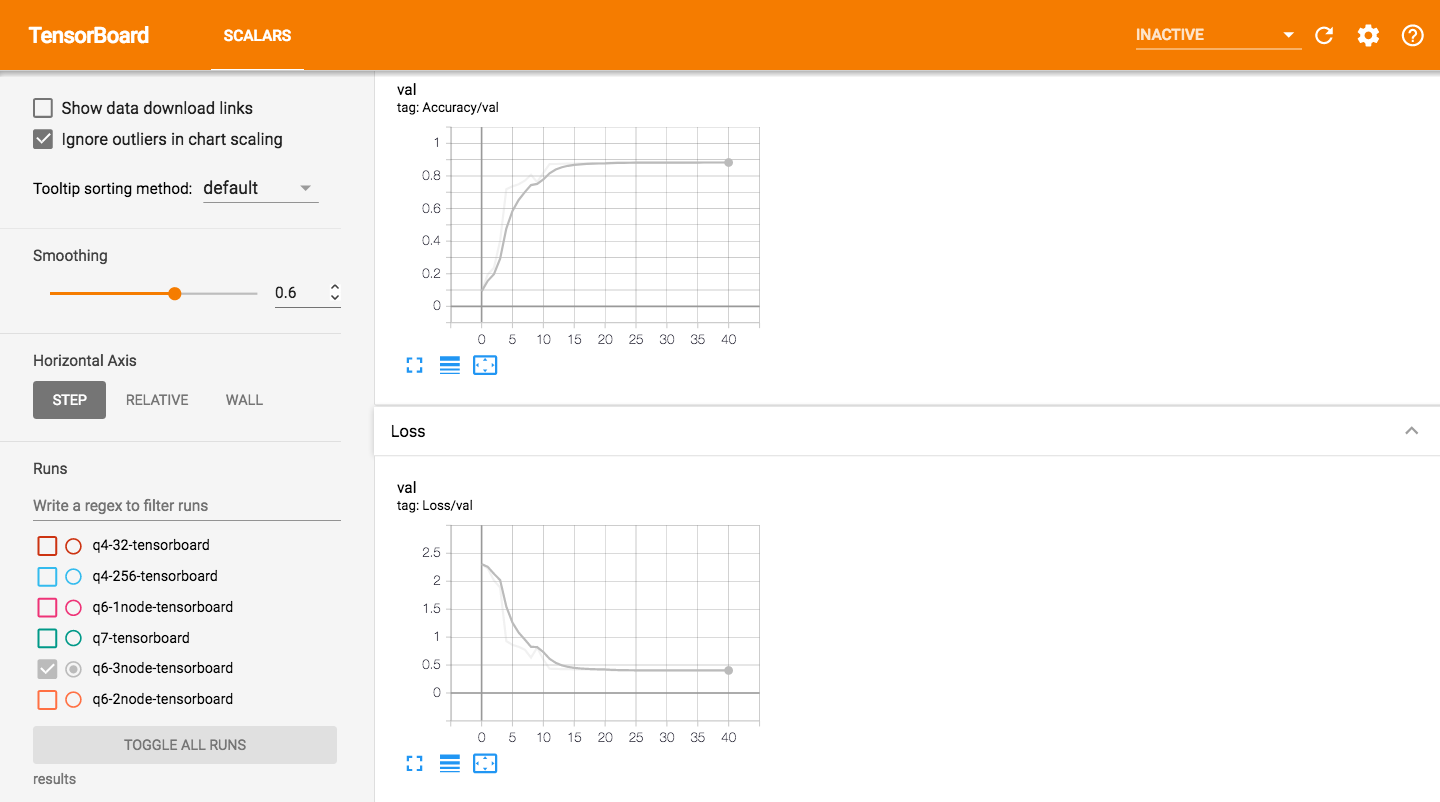 TensorBoard SCALARS INACTIVE
Show data download links
Ignore outliers in chart scaling
Tooltip sorting method: default
Smoothing
0.6
Horizontal Axis
STEP RELATIVE WALL
Runs
Write a regex to filter runs
q4-32-tensorboard
q4-256-tensorboard
q6-1node-tensorboard
q7-tensorboard
q6-3node-tensorboard
q6-2node-tensorboard
TOGGLE ALL RUNS
results
val
tag: Accuracy/val
1
0.8
0.6
0.4
0.2
0
0 5 10 15 20 25 30 35 40
Loss
val
tag: Loss/val
2.5
2
1.5
1
0.5
0
0 5 10 15 20 25 30 35 40